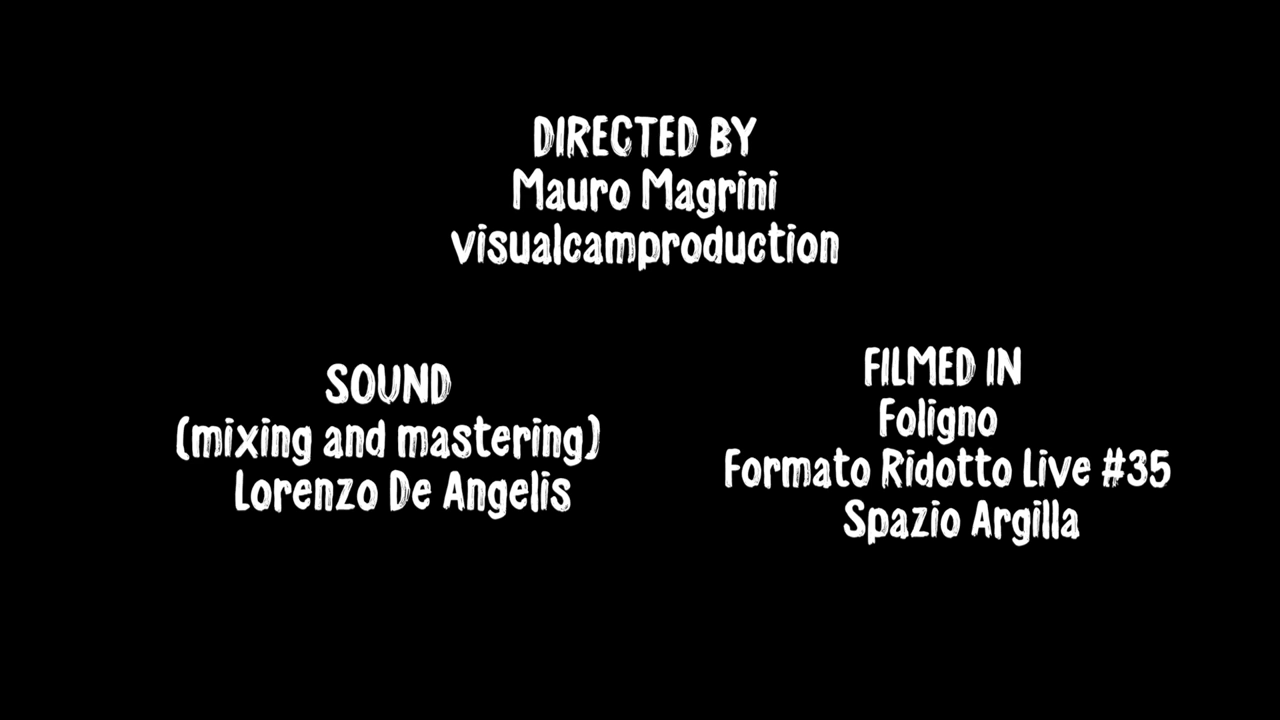 DIRECTED BY
Mauro Magrini
visualcamproduction
SOUND
(mixing and mastering)
Lorenzo De Angelis
FILMED IN
Foligno
Formato Ridotto Live #35
Spazio Argilla